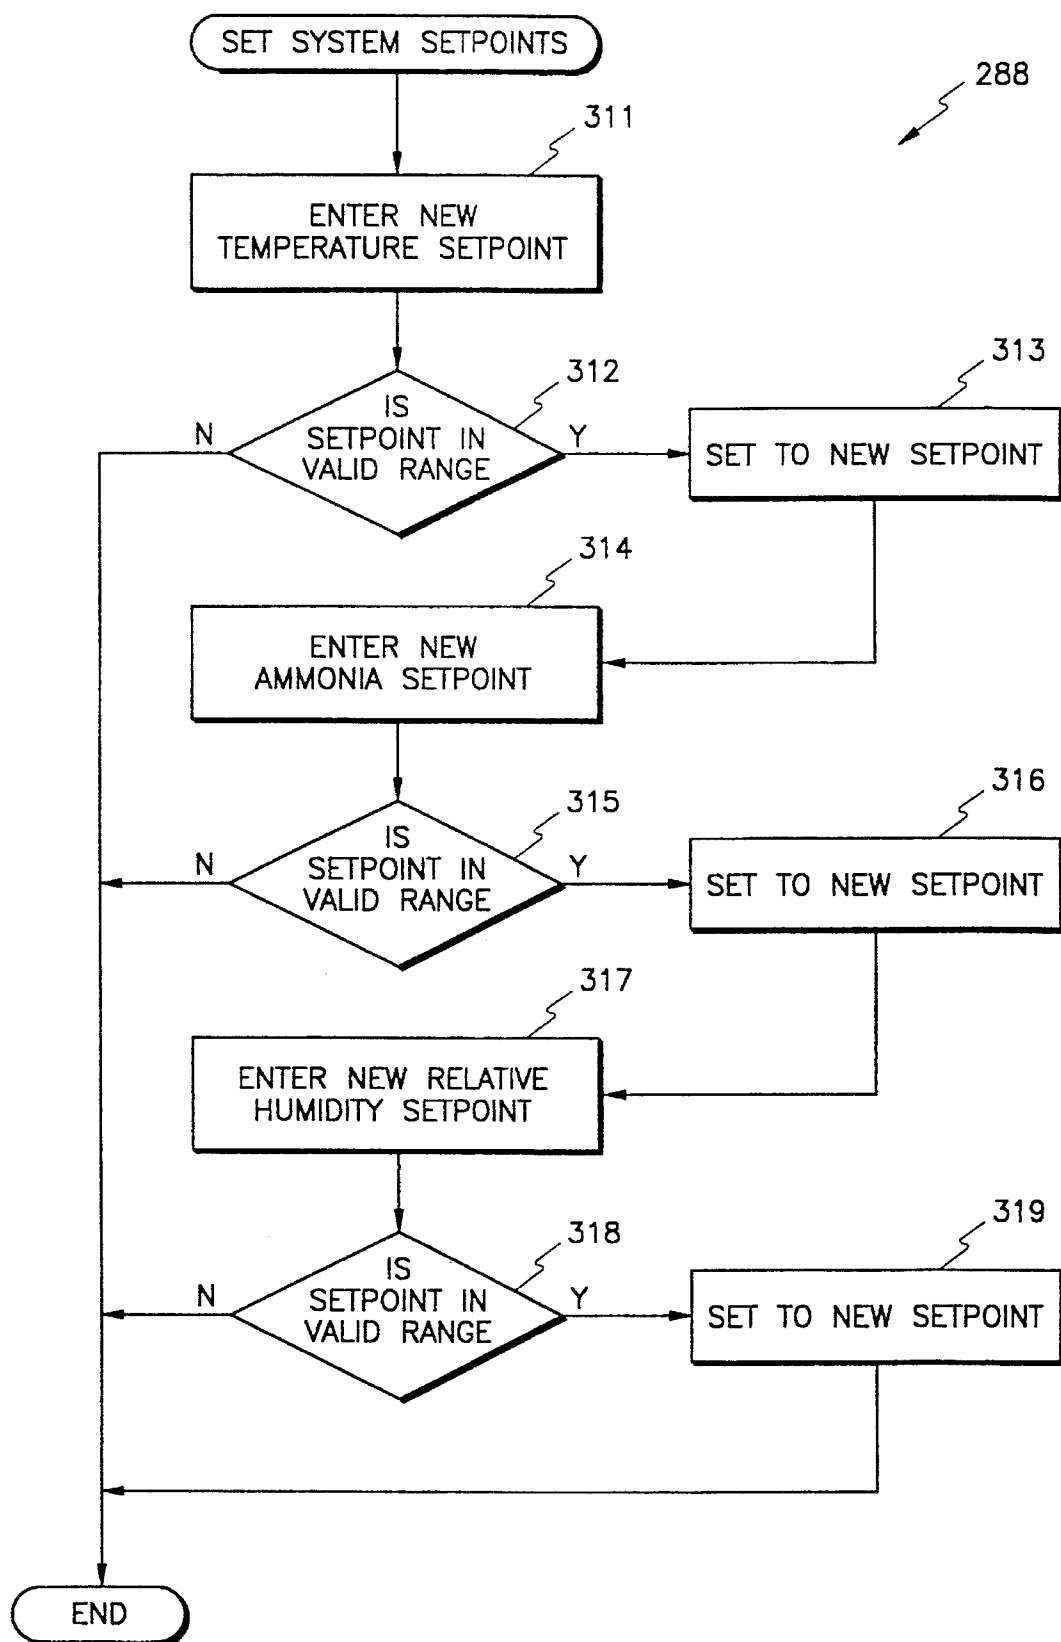 SET SYSTEM SETPOINTS
288
311
ENTER NEW
TEMPERATURE SETPOINT
312
313
IS
SETPOINT IN
VALID RANGE
N
Y
SET TO NEW SETPOINT
314
ENTER NEW
AMMONIA SETPOINT
315
316
IS
SETPOINT IN
VALID RANGE
N
Y
SET TO NEW SETPOINT
317
ENTER NEW RELATIVE
HUMIDITY SETPOINT
318
319
IS
SETPOINT IN
VALID RANGE
N
Y
SET TO NEW SETPOINT
END